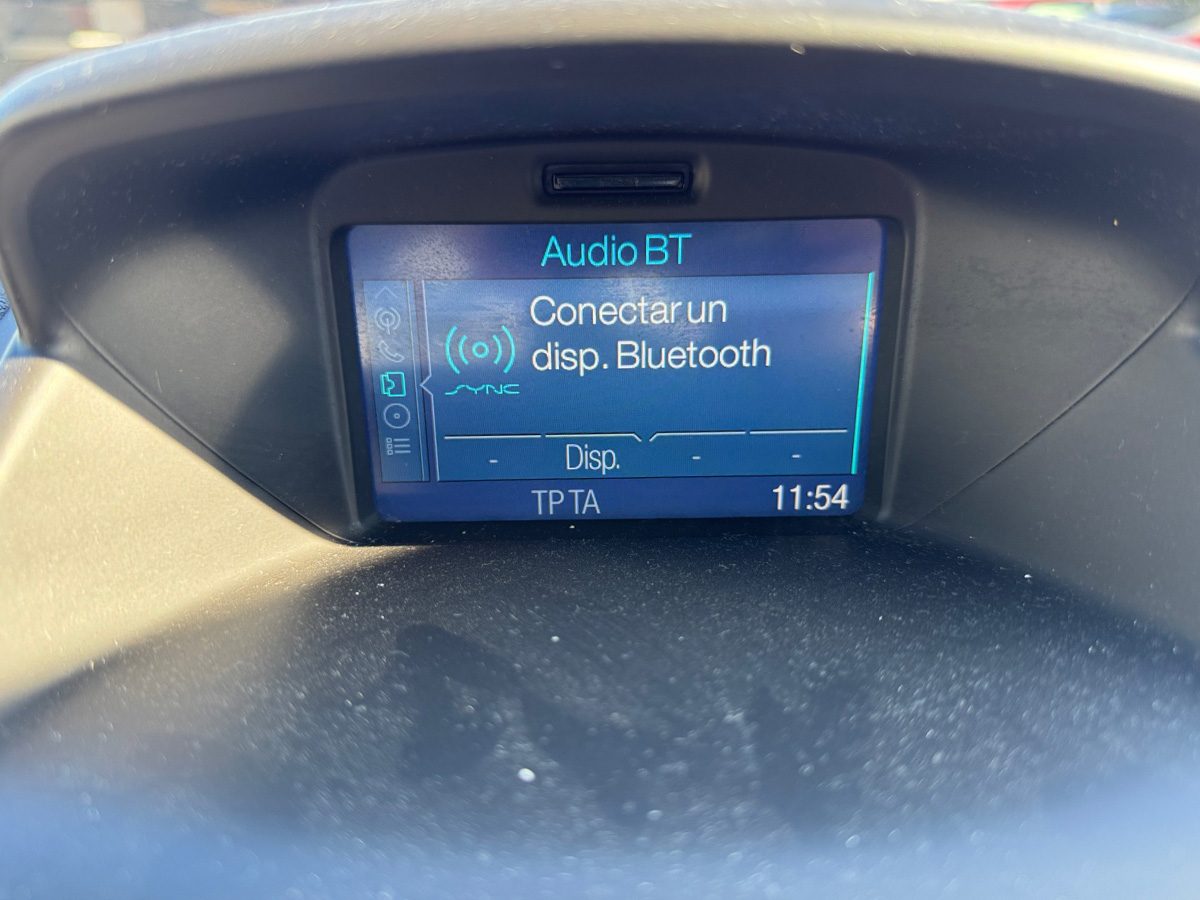 Audio BT
Conectar un
disp. Bluetooth
SYNC
- Disp. - -
TP TA 11:54